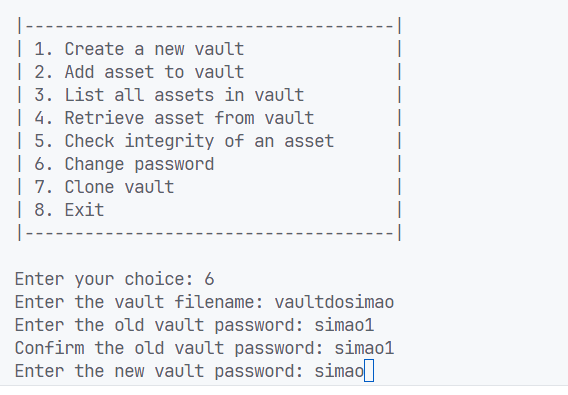 |-------------------------------------|
| 1. Create a new vault               |
| 2. Add asset to vault               |
| 3. List all assets in vault         |
| 4. Retrieve asset from vault        |
| 5. Check integrity of an asset      |
| 6. Change password                  |
| 7. Clone vault                      |
| 8. Exit                             |
|-------------------------------------|

Enter your choice: 6
Enter the vault filename: vaultdosimao
Enter the old vault password: simao1
Confirm the old vault password: simao1
Enter the new vault password: simao